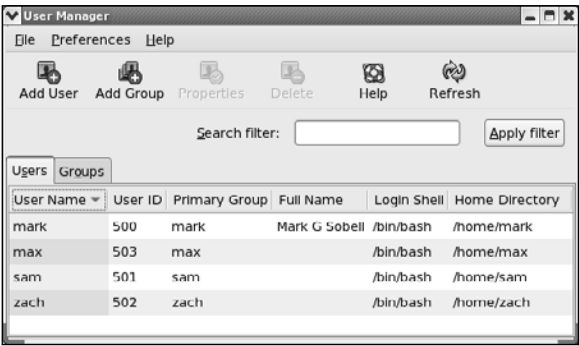 User Manager
File Preferences Help
Add User Add Group Properties Delete Help Refresh
Search filter: Apply filter
Users Groups
User Name User ID Primary Group Full Name Login Shell Home Directory
mark 500 mark Mark G Sobell /bin/bash /home/mark
max 503 max /bin/bash /home/max
sam 501 sam /bin/bash /home/sam
zach 502 zach /bin/bash /home/zach